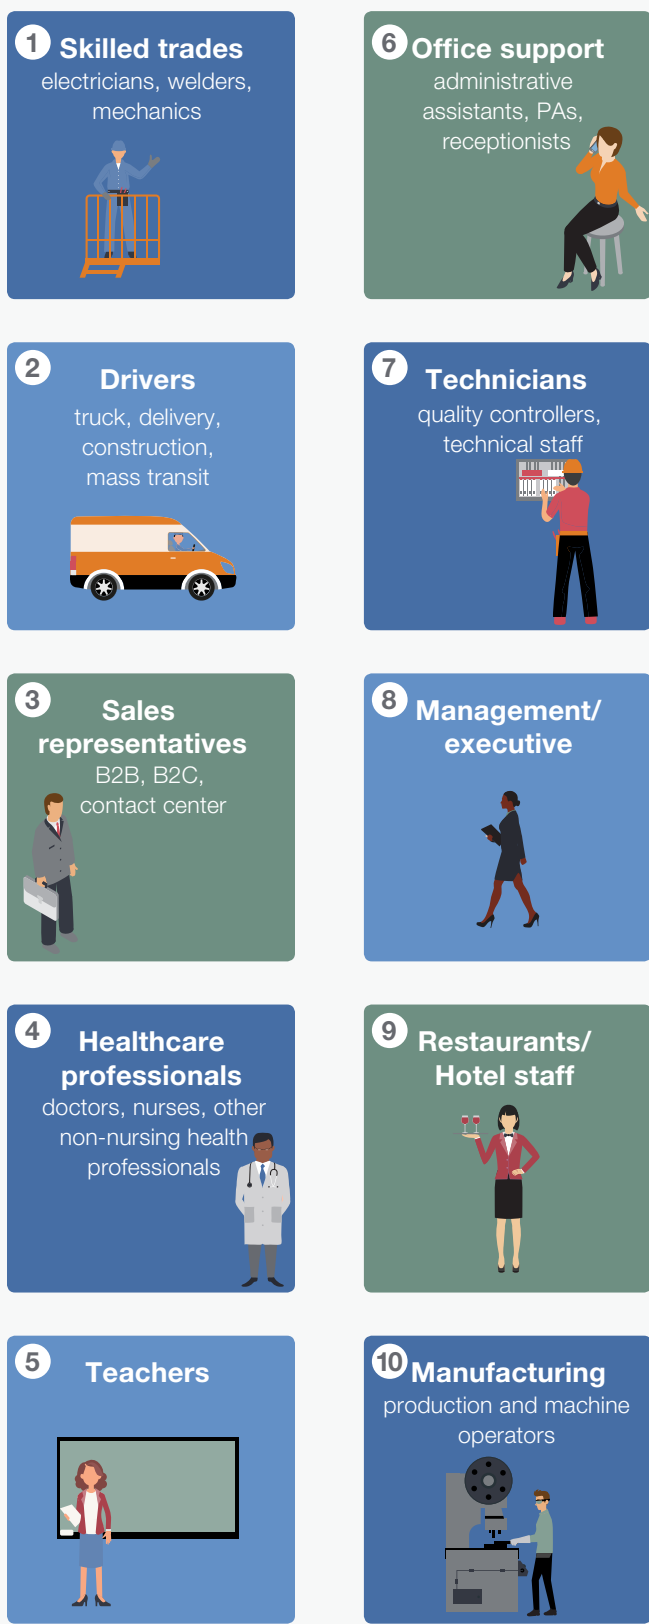 1
Skilled trades
electricians, welders,
mechanics
2
Drivers
truck, delivery,
construction,
mass transit
3
Sales
representatives
B2B, B2C,
contact center
4
Healthcare
professionals
doctors, nurses, other
non-nursing health
professionals
5
Teachers
6
Office support
administrative
assistants, PAs,
receptionists
7
Technicians
quality controllers,
technical staff
8
Management/
executive
9
Restaurants/
Hotel staff
10
Manufacturing
production and machine
operators